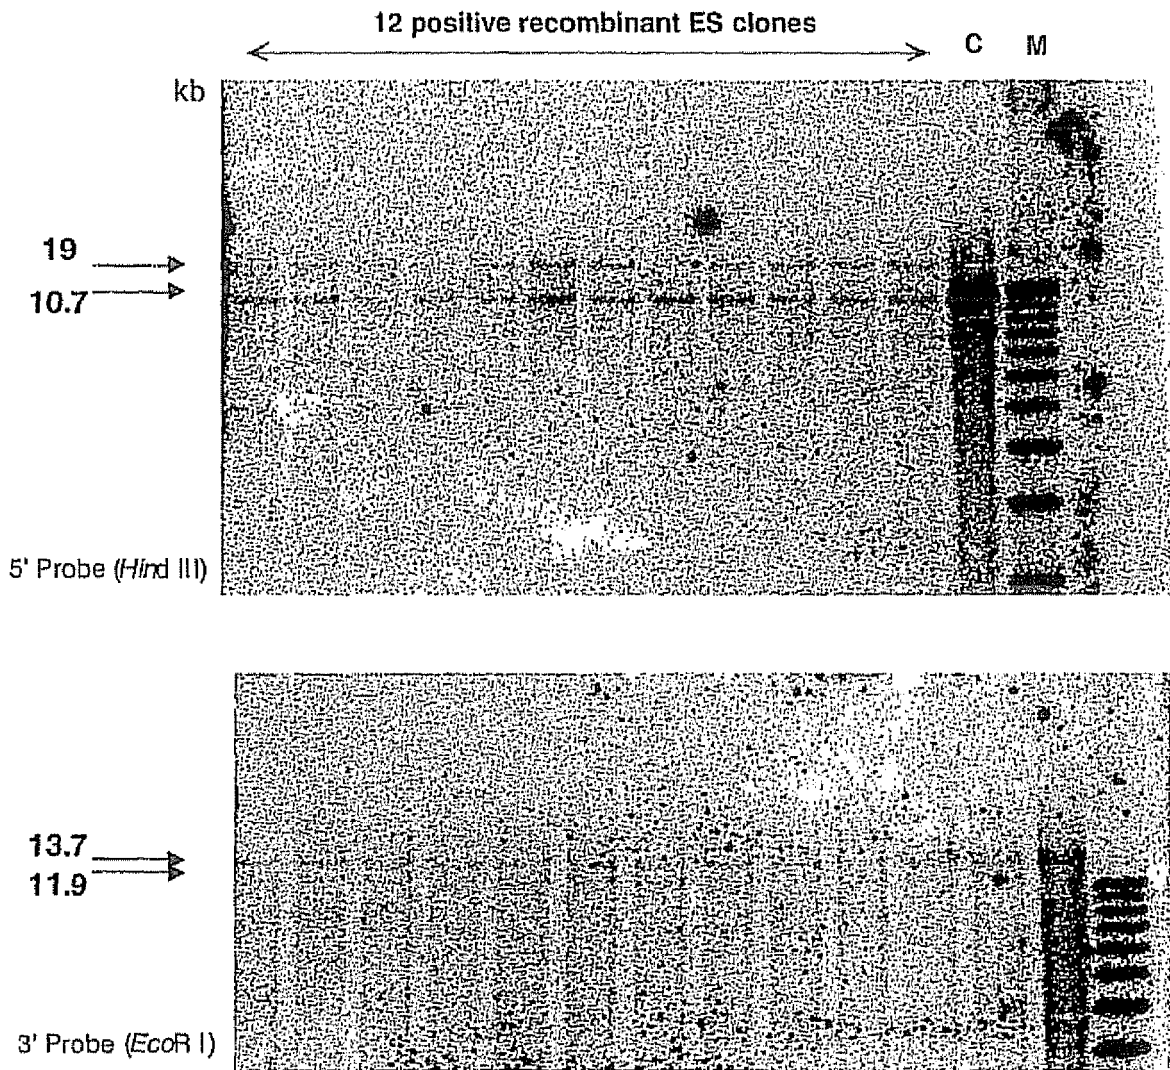 12 positive recombinant ES clones
C M
kb
19
10.7
5' Probe (Hind III)
13.7
11.9
3' Probe (EcoR I)